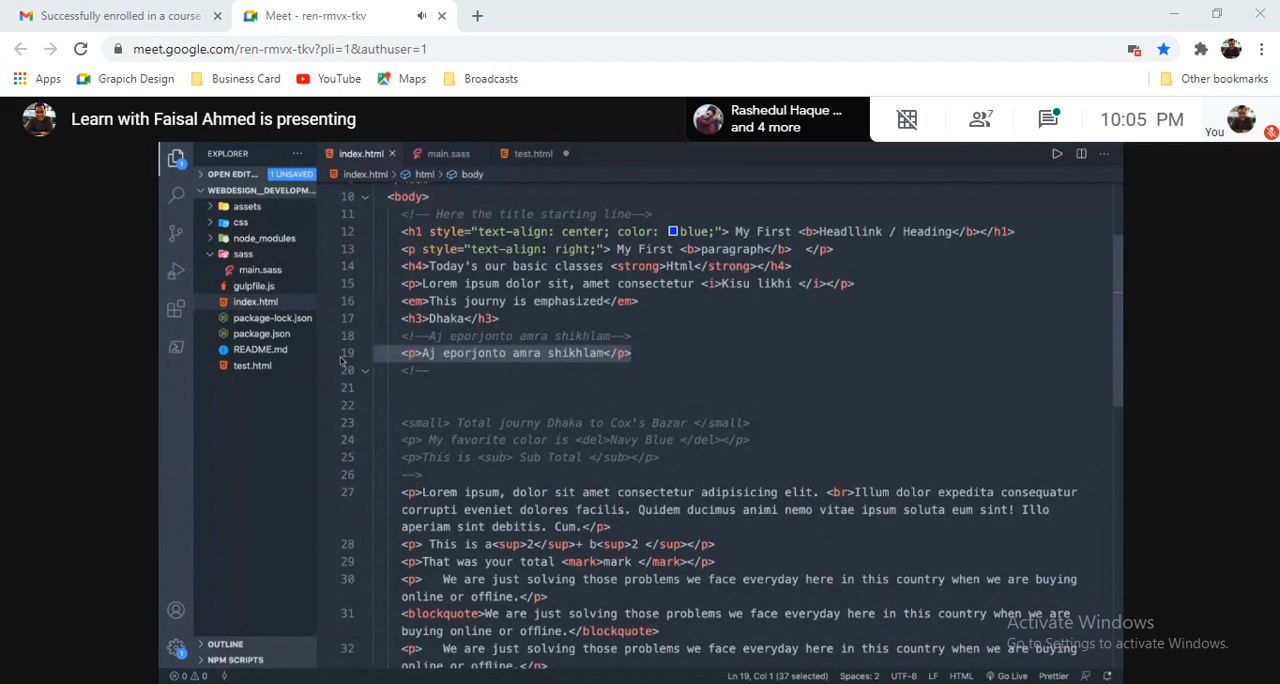 Successfully enrolled in a course
Meet - ren-rmvx-tkv
meet.google.com/ren-rmvx-tkv?pli=1&authuser=1
Apps
Grapich Design
Business Card
YouTube
Maps
Broadcasts
Other bookmarks
Learn with Faisal Ahmed is presenting
Rashedul Haque ...
and 4 more
7
10:05 PM
You
EXPLORER
index.html
main.sass
test.html
OPEN EDIT...
1 UNSAVED
index.html > html > body
WEBDESIGN_DEVELOPM...
assets
css
node_modules
sass
main.sass
gulpfile.js
index.html
package-lock.json
package.json
README.md
test.html
10 <body>
11 <!-- Here the title starting line-->
12 <h1 style="text-align: center; color: blue;"> My First <b>Headllink / Heading</b></h1>
13 <p style="text-align: right;"> My First <b>paragraph</b> </p>
14 <h4>Today's our basic classes <strong>Html</strong></h4>
15 <p>Lorem ipsum dolor sit, amet consectetur <i>Kisu likhi </i></p>
16 <em>This journy is emphasized</em>
17 <h3>Dhaka</h3>
18 <!--Aj eporjonto amra shikhlam-->
19 <p>Aj eporjonto amra shikhlam</p>
20 <!--
21
22
23 <small> Total journy Dhaka to Cox's Bazar </small>
24 <p> My favorite color is <del>Navy Blue </del></p>
25 <p>This is <sub> Sub Total </sub></p>
26 -->
27 <p>Lorem ipsum, dolor sit amet consectetur adipisicing elit. <br>Illum dolor expedita consequatur
corrupti eveniet dolores facilis. Quidem ducimus animi nemo vitae ipsum soluta eum sint! Illo
aperiam sint debitis. Cum.</p>
28 <p> This is a<sup>2</sup>+ b<sup>2 </sup></p>
29 <p>That was your total <mark>mark </mark></p>
30 <p> We are just solving those problems we face everyday here in this country when we are buying
online or offline.</p>
31 <blockquote>We are just solving those problems we face everyday here in this country when we are
buying online or offline.</blockquote>
32 <p> We are just solving those problems we face everyday here in this country when we are buying
online or offline.</p>
OUTLINE
NPM SCRIPTS
Activate Windows
Go to Settings to activate Windows.
0 0
Ln 19, Col 1 (37 selected)
Spaces: 2
UTF-8
LF
HTML
Go Live
Prettier